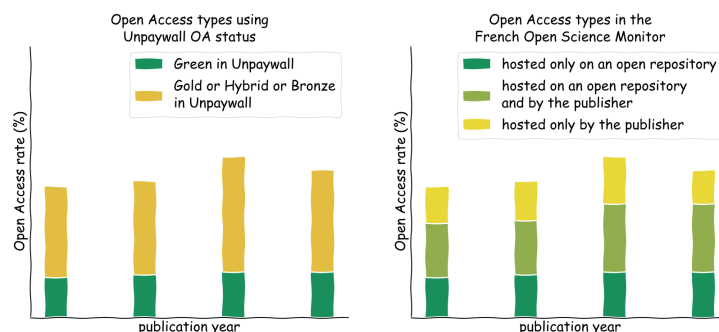 Open Access types using
Unpaywall OA status
Green in Unpaywall
Gold or Hybrid or Bronze
in Unpaywall
Open Access rate (%)
publication year
Open Access types in the
French Open Science Monitor
hosted only on an open repository
hosted on an open repository
and by the publisher
hosted only by the publisher
Open Access rate (%)
publication year